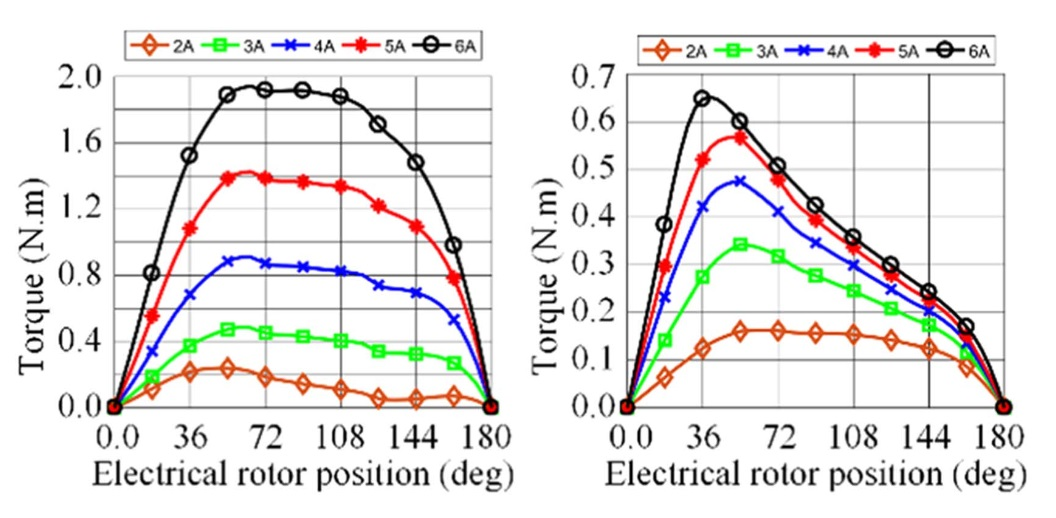 2A 3A 4A 5A 6A
2.0
1.6
1.2
0.8
0.4
0.0
Torque (N.m)
0.0 36 72 108 144 180
Electrical rotor position (deg)
2A 3A 4A 5A 6A
0.7
0.6
0.5
0.4
0.3
0.2
0.1
0.0
Torque (N.m)
0.0 36 72 108 144 180
Electrical rotor position (deg)